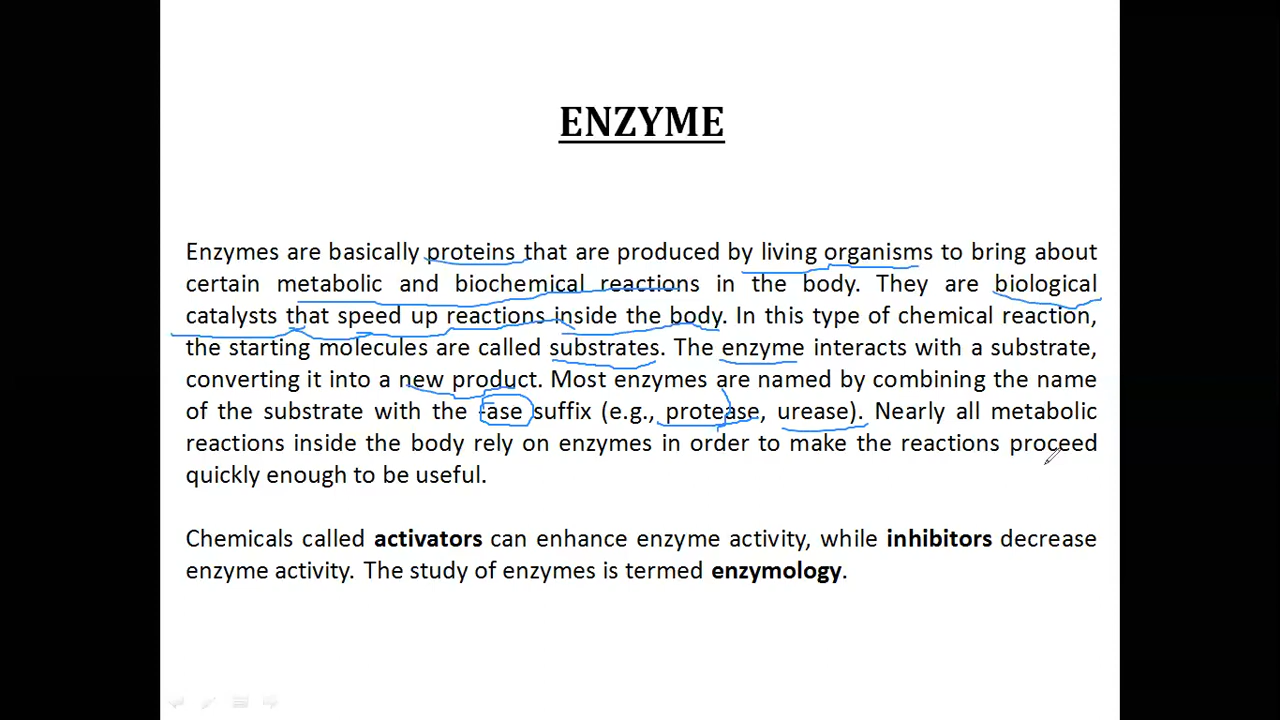 ENZYME
Enzymes are basically proteins that are produced by living organisms to bring about
certain metabolic and biochemical reactions in the body. They are biological
catalysts that speed up reactions inside the body. In this type of chemical reaction,
the starting molecules are called substrates. The enzyme interacts with a substrate,
converting it into a new product. Most enzymes are named by combining the name
of the substrate with the -ase suffix (e.g., protease, urease). Nearly all metabolic
reactions inside the body rely on enzymes in order to make the reactions proceed
quickly enough to be useful.
Chemicals called activators can enhance enzyme activity, while inhibitors decrease
enzyme activity. The study of enzymes is termed enzymology.